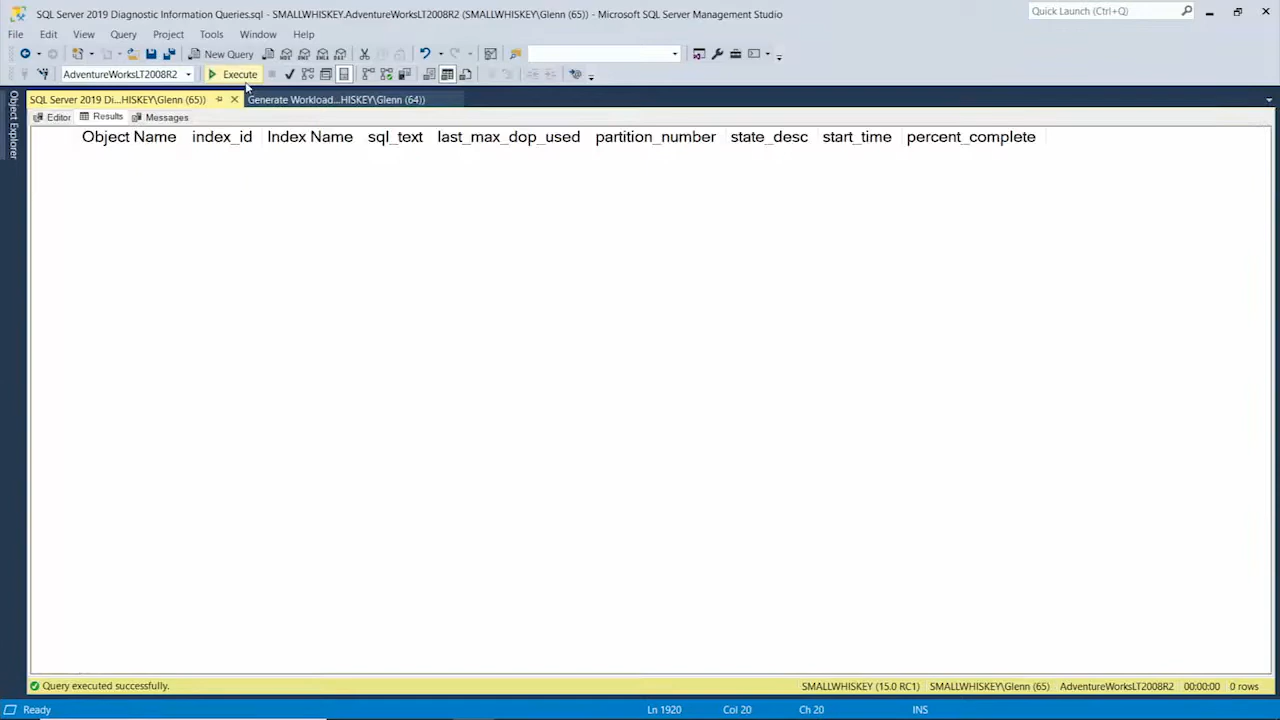 SQL Server 2019 Diagnostic Information Queries.sql - SMALLWHISKEY.AdventureWorksLT2008R2 (SMALLWHISKEY\Glenn (65)) - Microsoft SQL Server Management Studio
Quick Launch (Ctrl+Q)
File Edit View Query Project Tools Window Help
New Query
AdventureWorksLT2008R2 Execute
SQL Server 2019 Di...HISKEY\Glenn (65)) Generate Workload...HISKEY\Glenn (64))
Object Explorer
Editor Results Messages
Object Name index_id Index Name sql_text last_max_dop_used partition_number state_desc start_time percent_complete
Query executed successfully. SMALLWHISKEY (15.0 RC1) SMALLWHISKEY\Glenn (65) AdventureWorksLT2008R2 00:00:00 0 rows
Ready Ln 1920 Col 20 Ch 20 INS